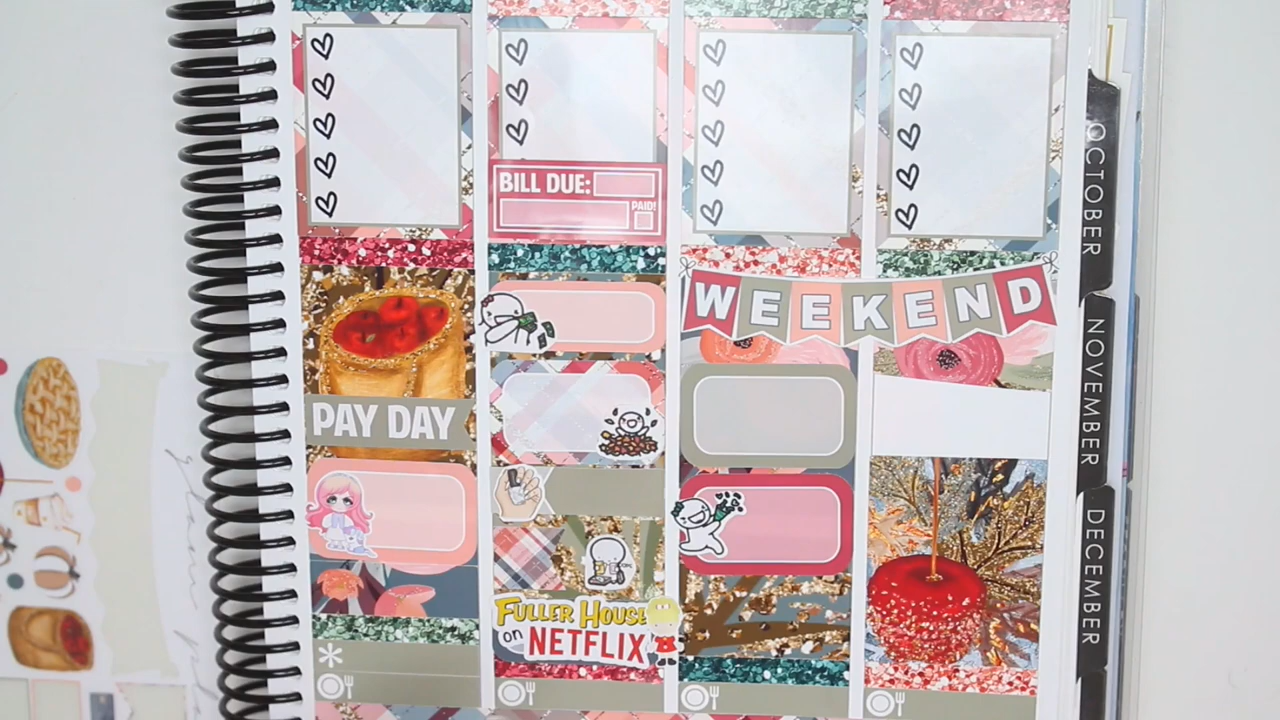 BILL DUE:
PAID!
WEEKEND
PAY DAY
FULLER HOUSE
on NETFLIX
OCTOBER
NOVEMBER
DECEMBER